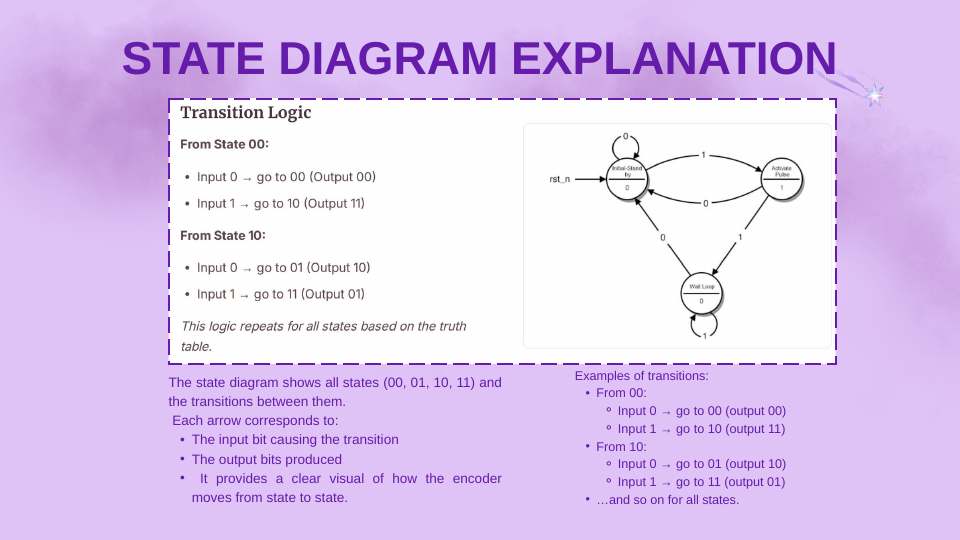 STATE DIAGRAM EXPLANATION
Transition Logic
From State 00:
• Input 0 → go to 00 (Output 00)
• Input 1 → go to 10 (Output 11)
From State 10:
• Input 0 → go to 01 (Output 10)
• Input 1 → go to 11 (Output 01)
This logic repeats for all states based on the truth
table.
0
1
rst_n
Initial-Stand
by
0
Activate
Pulse
1
0
0
1
Wait Loop
0
1
The state diagram shows all states (00, 01, 10, 11) and
the transitions between them.
Each arrow corresponds to:
• The input bit causing the transition
• The output bits produced
• It provides a clear visual of how the encoder
moves from state to state.
Examples of transitions:
• From 00:
⚬ Input 0 → go to 00 (output 00)
⚬ Input 1 → go to 10 (output 11)
• From 10:
⚬ Input 0 → go to 01 (output 10)
⚬ Input 1 → go to 11 (output 01)
• …and so on for all states.